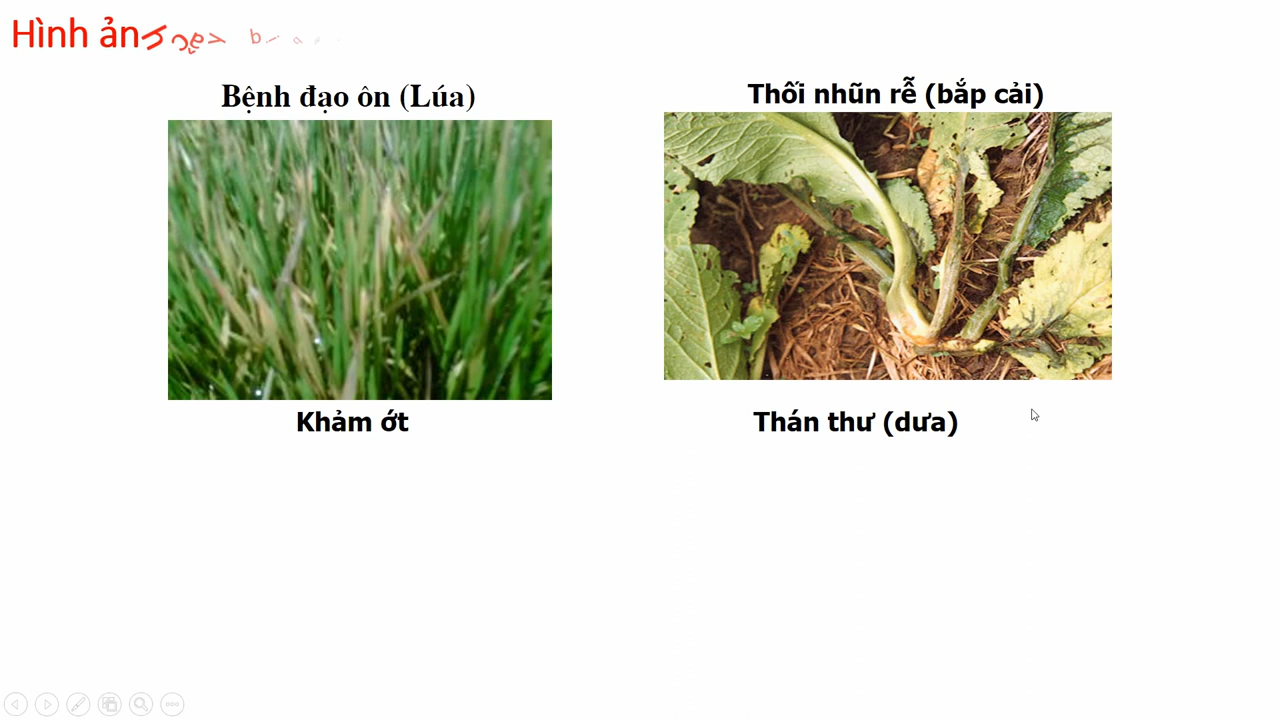 Hình ản
Bệnh đạo ôn (Lúa)
Thối nhũn rễ (bắp cải)
Khảm ớt
Thán thư (dưa)